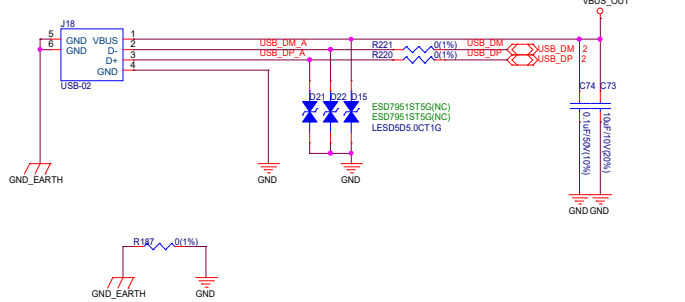 VBUS_OUT
J18
5 GND VBUS 1
6 GND D- 2
D+ 3
GND 4
USB-02
USB_DM_A R221 0(1%) USB_DM USB_DM 2
USB_DP_A R220 0(1%) USB_DP USB_DP 2
D21 D22 D15
ESD7951ST5G(NC)
ESD7951ST5G(NC)
LESD5D5.0CT1G
C74 C73
0.1uF/50V(10%)
10uF/10V(20%)
GND_EARTH
GND
GND
GND GND
R187 0(1%)
GND_EARTH
GND